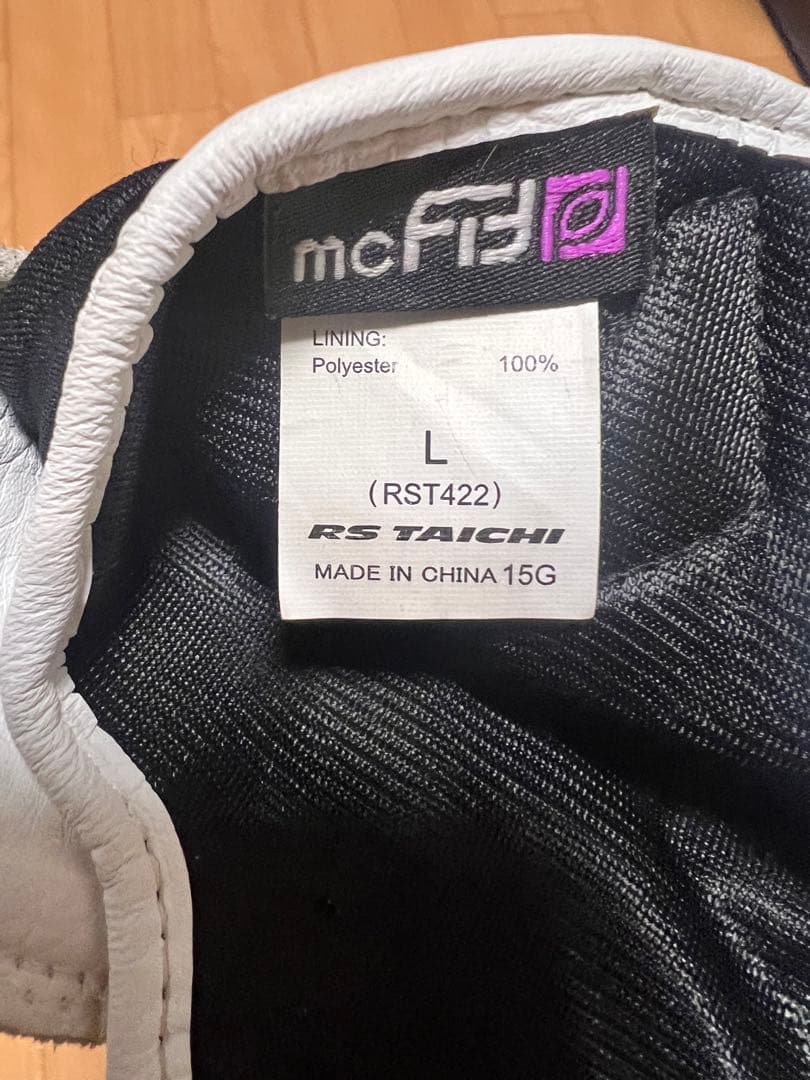 mcFit
LINING:
Polyester 100%
L
(RST422)
RS TAICHI
MADE IN CHINA 15G